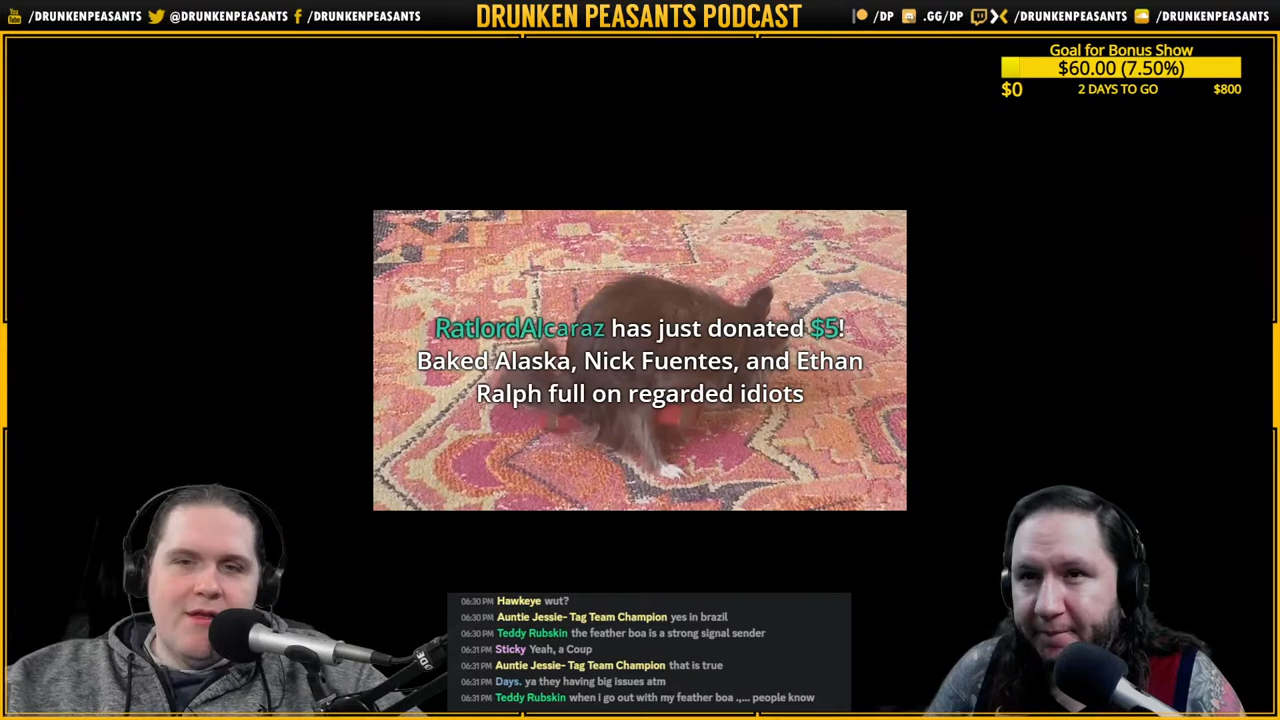 /DRUNKENPEASANTS @DRUNKENPEASANTS /DRUNKENPEASANTS DRUNKEN PEASANTS PODCAST /DP .GG/DP /DRUNKENPEASANTS /DRUNKENPEASANTS
Goal for Bonus Show
$60.00 (7.50%)
$0 2 DAYS TO GO $800
RatlordAlcaraz has just donated $5!
Baked Alaska, Nick Fuentes, and Ethan
Ralph full on regarded idiots
06:30 PM Hawkeye wut?
06:30 PM Auntie Jessie- Tag Team Champion yes in brazil
06:30 PM Teddy Rubskin the feather boa is a strong signal sender
06:31 PM Sticky Yeah, a Coup
06:31 PM Auntie Jessie- Tag Team Champion that is true
06:31 PM Days. ya they having big issues atm
06:31 PM Teddy Rubskin when i go out with my feather boa .,... people know